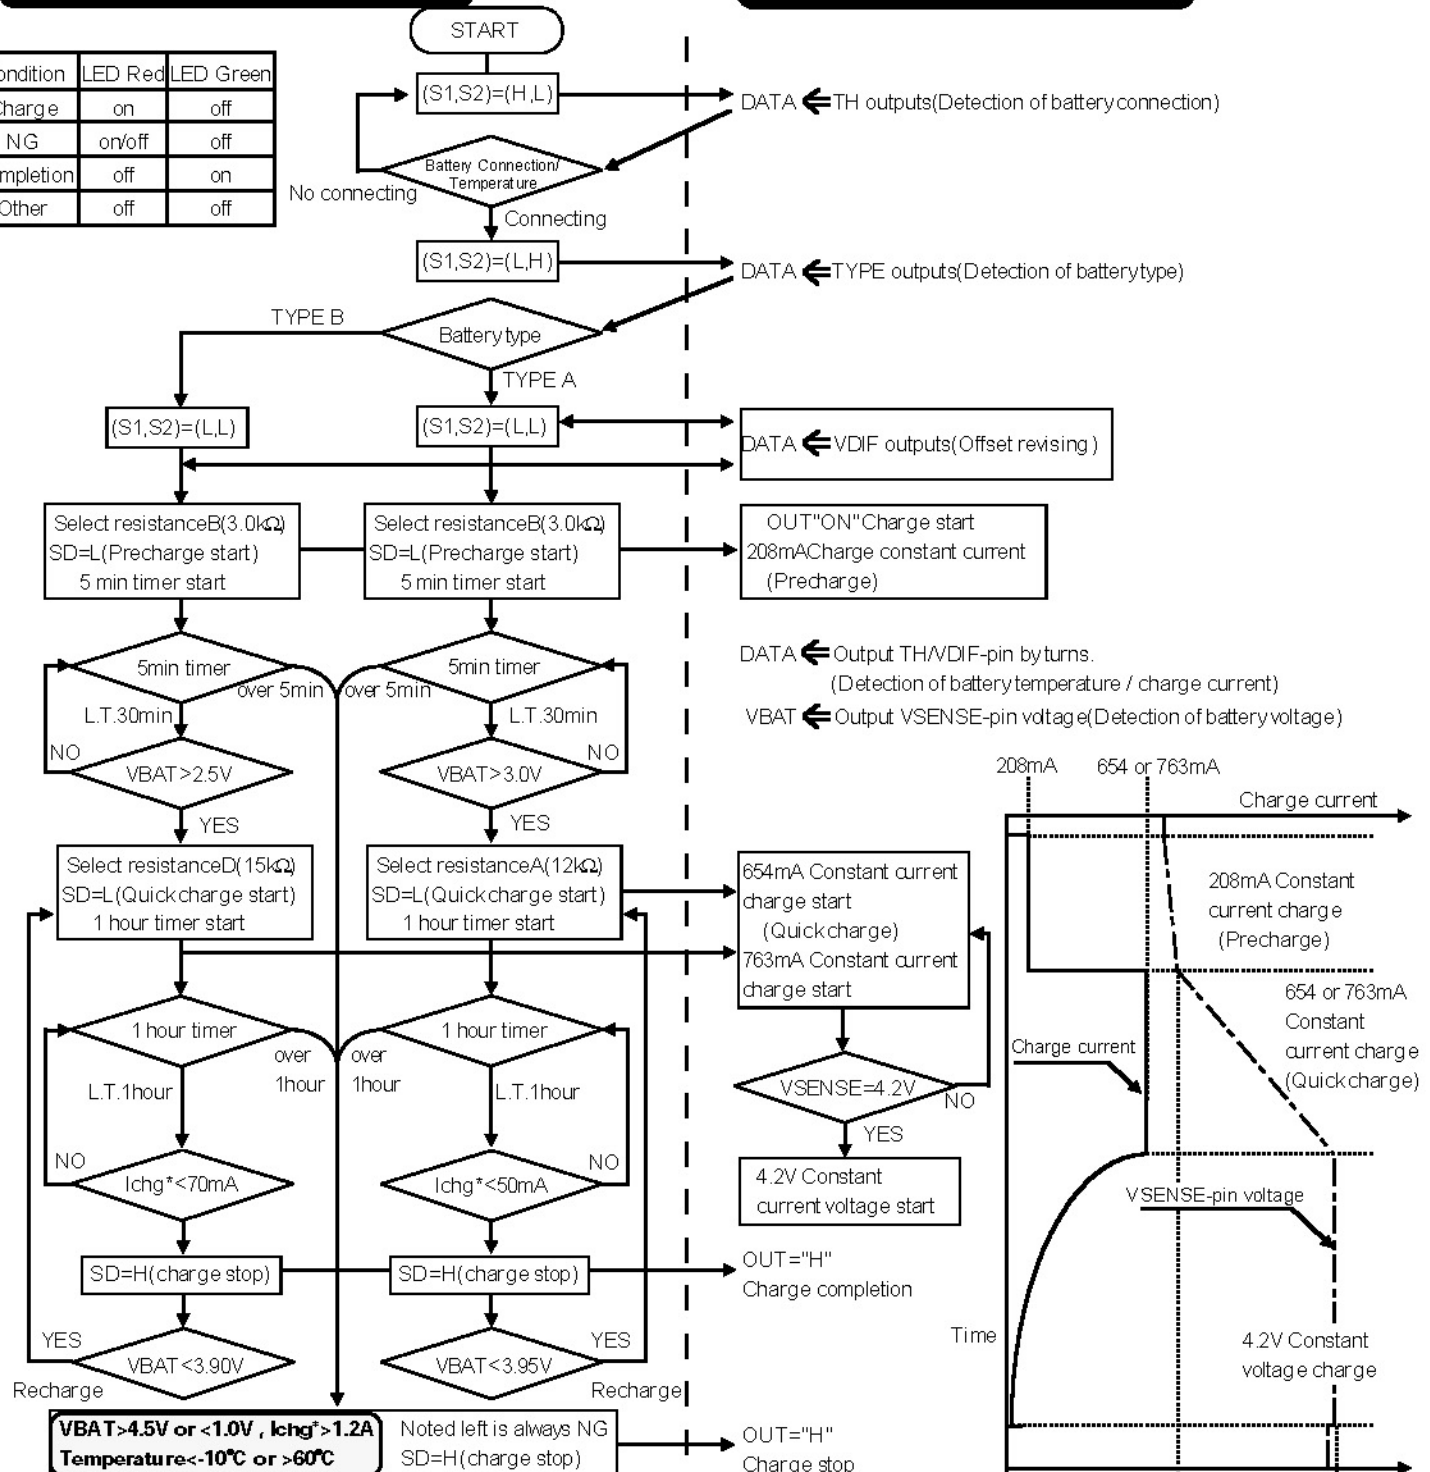 START
ondition LED Red LED Green
Charge on off
NG on/off off
mpletion off on
Other off off
(S1,S2)=(H,L)
DATA ⇐TH outputs(Detection of battery connection)
Battery Connection/
Temperature
No connecting
Connecting
(S1,S2)=(L,H)
DATA ⇐TYPE outputs(Detection of battery type)
TYPE B
Battery type
TYPE A
(S1,S2)=(L,L)
(S1,S2)=(L,L)
DATA ⇐VDIF outputs(Offset revising)
Select resistanceB(3.0kΩ)
SD=L(Precharge start)
5 min timer start
Select resistanceB(3.0kΩ)
SD=L(Precharge start)
5 min timer start
OUT"ON"Charge start
208mACharge constant current
(Precharge)
5min timer
over 5min
L.T.30min
NO
VBAT>2.5V
YES
5min timer
over 5min
L.T.30min
NO
VBAT>3.0V
YES
DATA ⇐Output TH/VDIF-pin by turns.
(Detection of battery temperature / charge current)
VBAT ⇐Output VSENSE-pin voltage(Detection of battery voltage)
Select resistanceD(15kΩ)
SD=L(Quick charge start)
1 hour timer start
Select resistanceA(12kΩ)
SD=L(Quick charge start)
1 hour timer start
654mA Constant current
charge start
(Quick charge)
763mA Constant current
charge start
1 hour timer
over
1hour
L.T.1hour
NO
Ichg*<70mA
1 hour timer
over
1hour
L.T.1hour
NO
Ichg*<50mA
VSENSE=4.2V
NO
YES
4.2V Constant
current voltage start
SD=H(charge stop)
SD=H(charge stop)
OUT="H"
Charge completion
YES
VBAT<3.90V
Recharge
YES
VBAT<3.95V
Recharge
VBAT>4.5V or <1.0V , Ichg*>1.2A
Temperature<-10℃ or >60℃
Noted left is always NG
SD=H(charge stop)
OUT="H"
Charge stop
208mA 654 or 763mA
Charge current
208mA Constant
current charge
(Precharge)
654 or 763mA
Constant
current charge
(Quick charge)
Charge current
VSENSE-pin voltage
Time
4.2V Constant
voltage charge